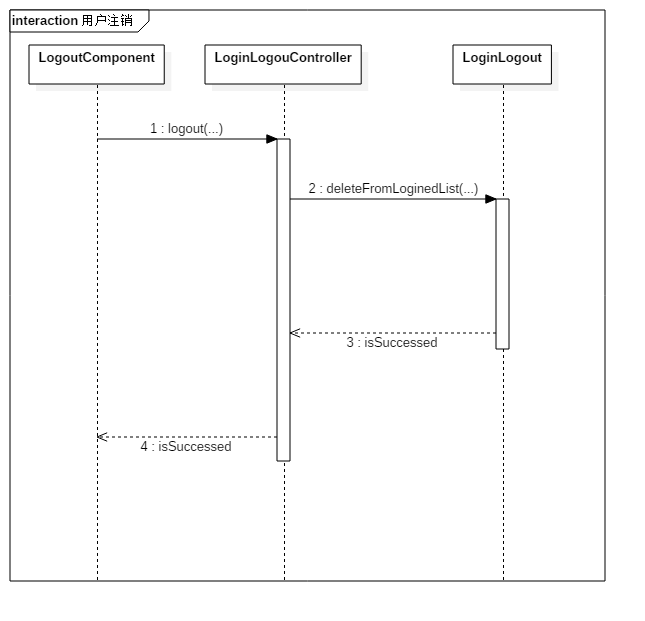 interaction 用户注销
LogoutComponent
LoginLogouController
LoginLogout
1 : logout(...)
2 : deleteFromLoginedList(...)
3 : isSuccessed
4 : isSuccessed